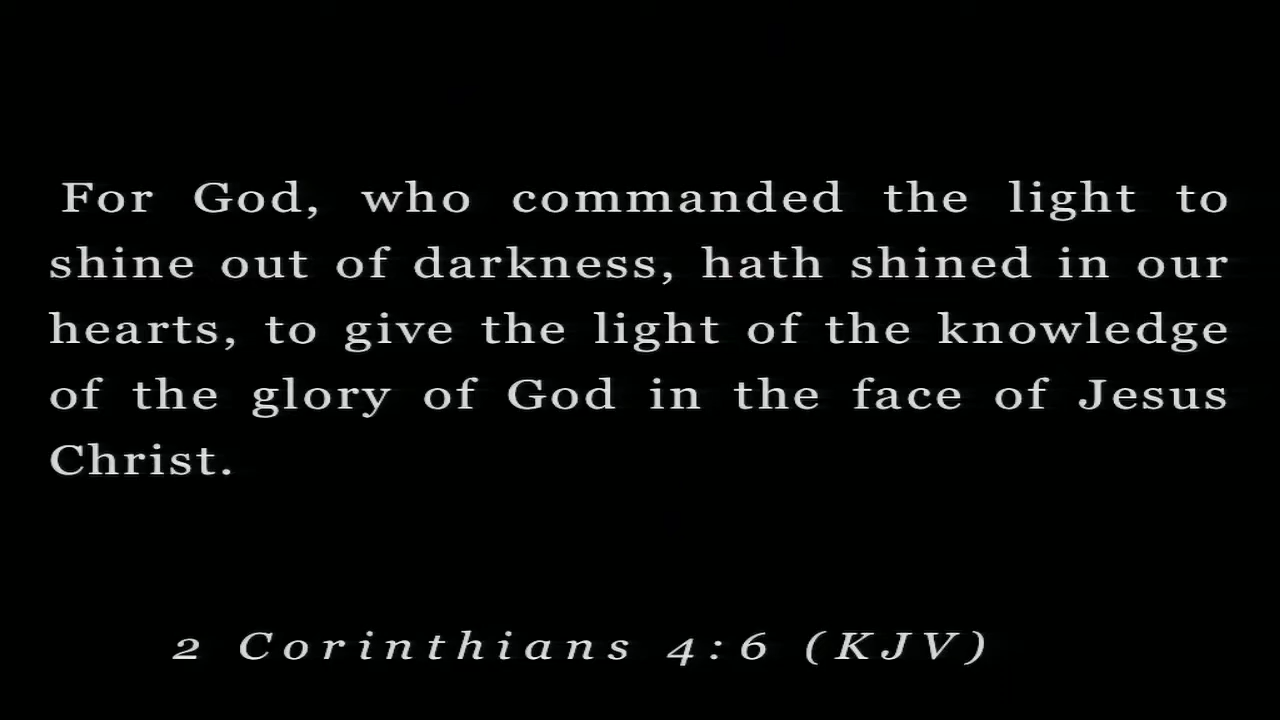 For God, who commanded the light to
shine out of darkness, hath shined in our
hearts, to give the light of the knowledge
of the glory of God in the face of Jesus
Christ.
2 Corinthians 4:6 (KJV)